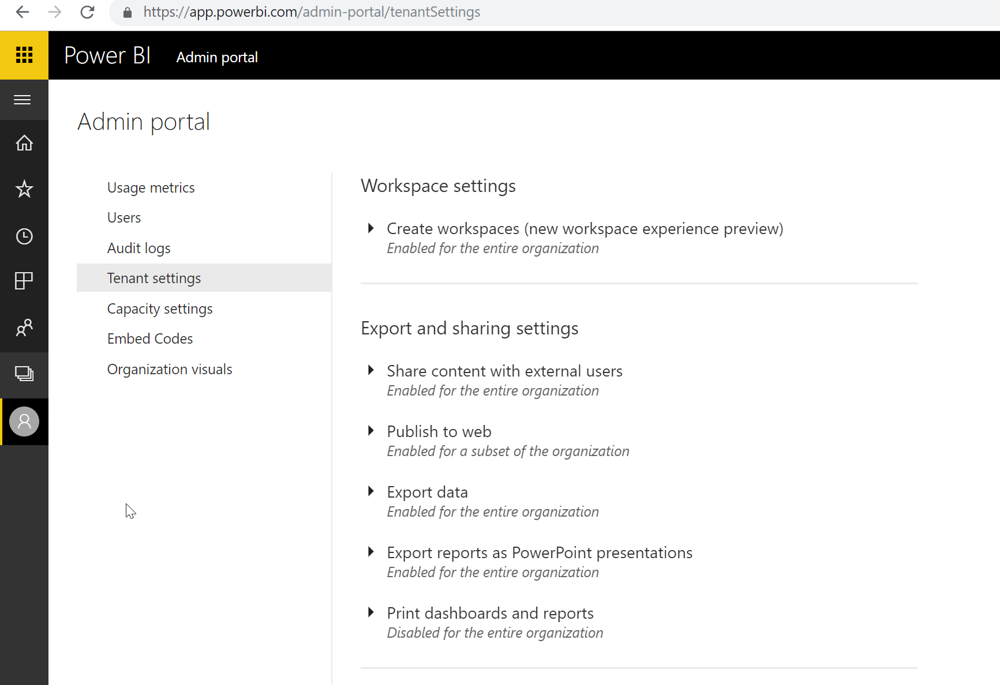 https://app.powerbi.com/admin-portal/tenantSettings
Power BI Admin portal
Admin portal
Usage metrics
Users
Audit logs
Tenant settings
Capacity settings
Embed Codes
Organization visuals
Workspace settings
Create workspaces (new workspace experience preview)
Enabled for the entire organization
Export and sharing settings
Share content with external users
Enabled for the entire organization
Publish to web
Enabled for a subset of the organization
Export data
Enabled for the entire organization
Export reports as PowerPoint presentations
Enabled for the entire organization
Print dashboards and reports
Disabled for the entire organization